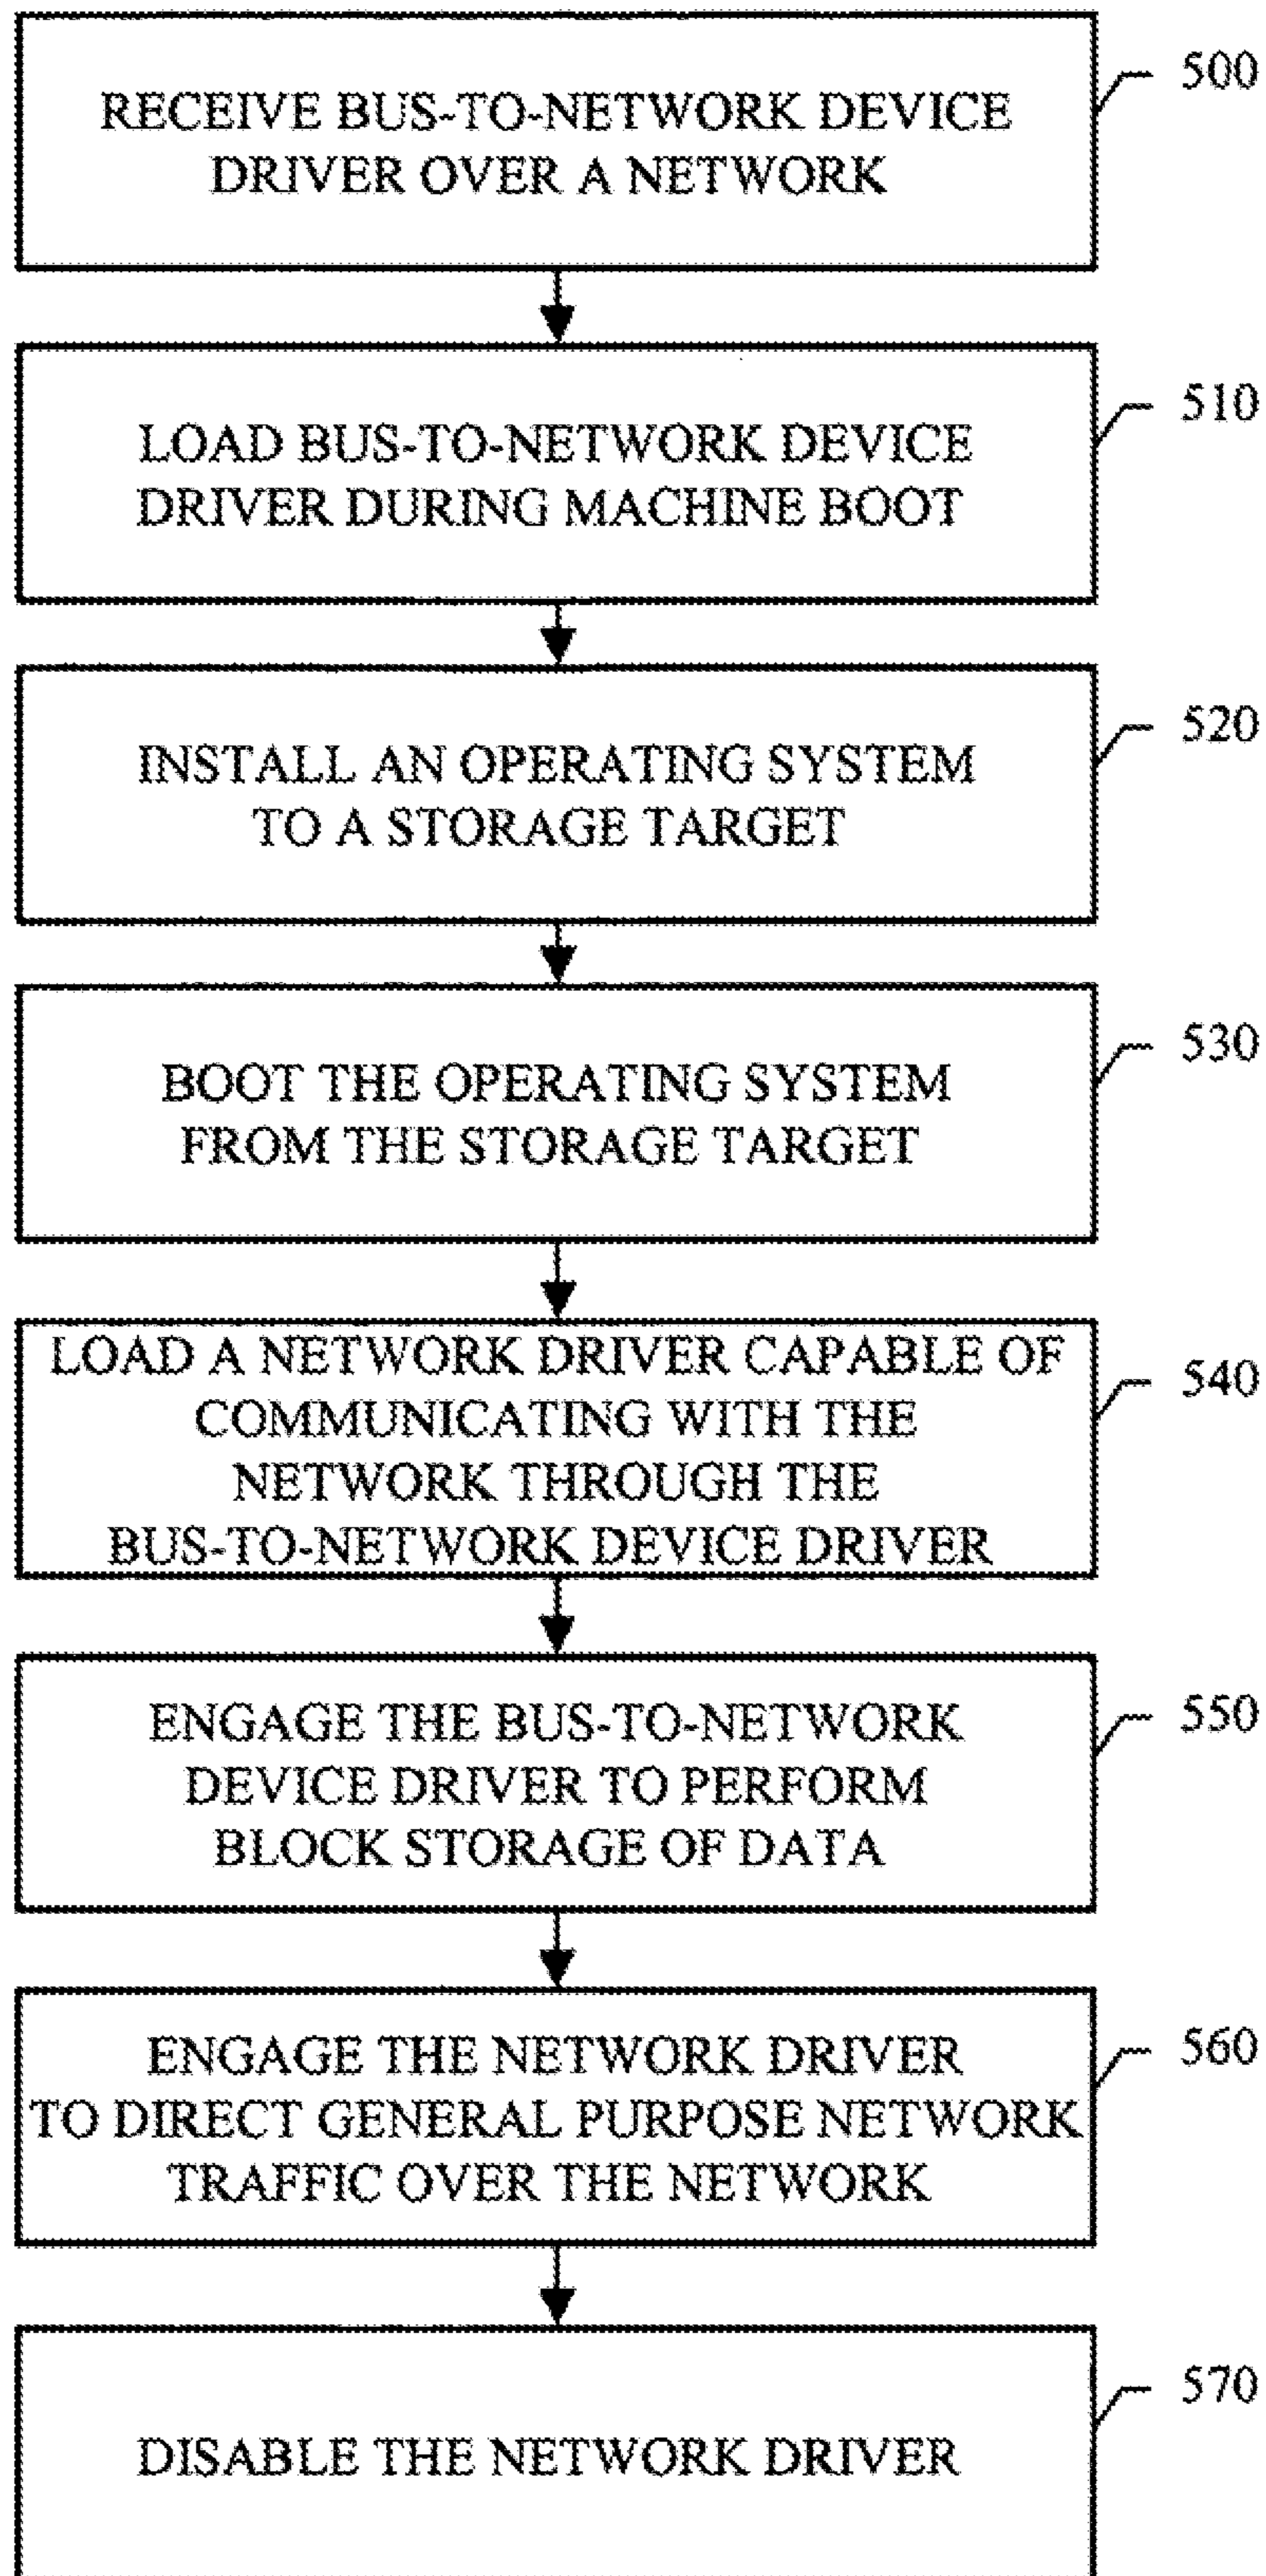 RECEIVE BUS-TO-NETWORK DEVICE
DRIVER OVER A NETWORK
500
LOAD BUS-TO-NETWORK DEVICE
DRIVER DURING MACHINE BOOT
510
INSTALL AN OPERATING SYSTEM
TO A STORAGE TARGET
520
BOOT THE OPERATING SYSTEM
FROM THE STORAGE TARGET
530
LOAD A NETWORK DRIVER CAPABLE OF
COMMUNICATING WITH THE
NETWORK THROUGH THE
BUS-TO-NETWORK DEVICE DRIVER
540
ENGAGE THE BUS-TO-NETWORK
DEVICE DRIVER TO PERFORM
BLOCK STORAGE OF DATA
550
ENGAGE THE NETWORK DRIVER
TO DIRECT GENERAL PURPOSE NETWORK
TRAFFIC OVER THE NETWORK
560
DISABLE THE NETWORK DRIVER
570